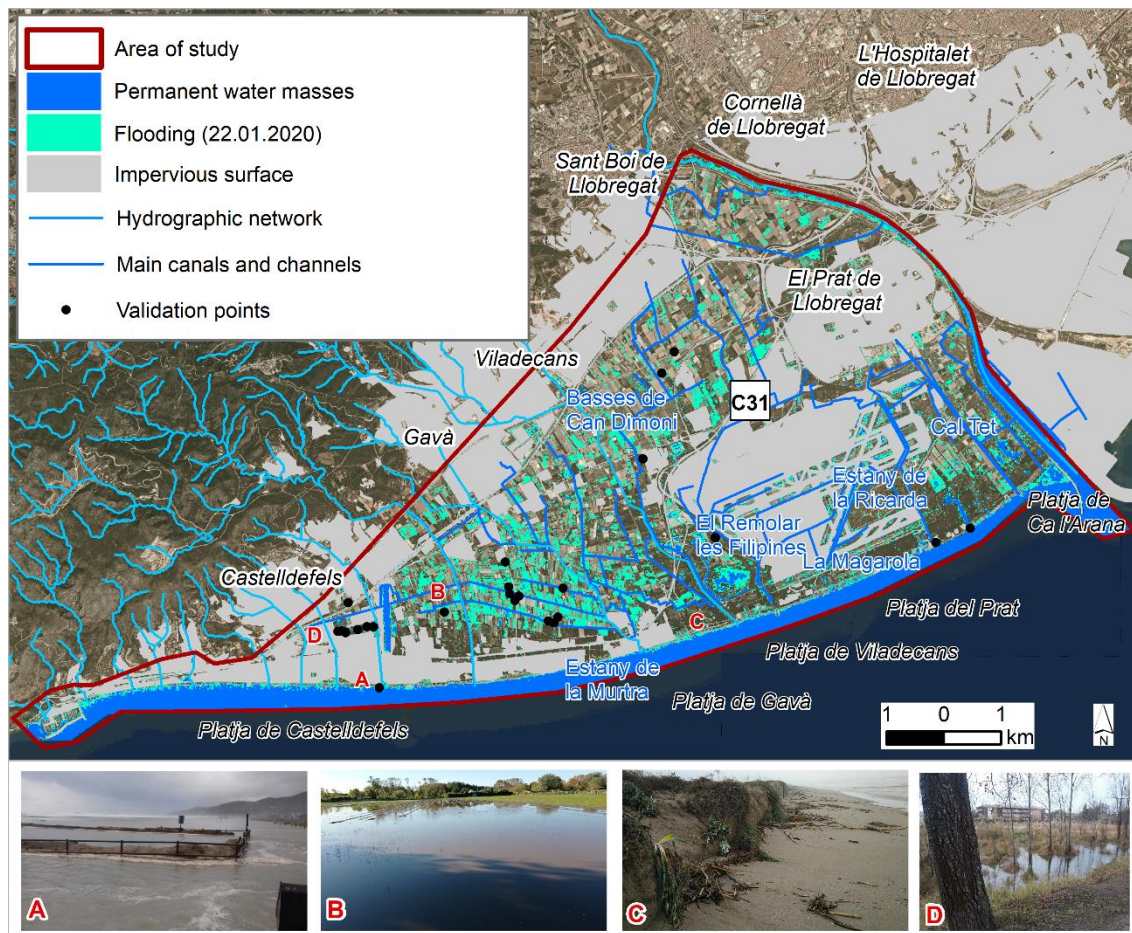 Area of study
Permanent water masses
Flooding (22.01.2020)
Impervious surface
Hydrographic network
Main canals and channels
Validation points
L'Hospitalet
de Llobregat
Cornellà
de Llobregat
Sant Boi de
Llobregat
El Prat de
Llobregat
Viladecans
Basses de
Can Dimoni
C31
Gavà
Cal Tet
Estany de
la Ricarda
Platja de
Ca l'Arana
El Remolar
les Filipines
La Magarola
Castelldefels
B
D
C
Platja del Prat
Platja de Viladecans
A
Estany de
la Murtra
Platja de Gavà
Platja de Castelldefels
1 0 1
km
N
A
B
C
D